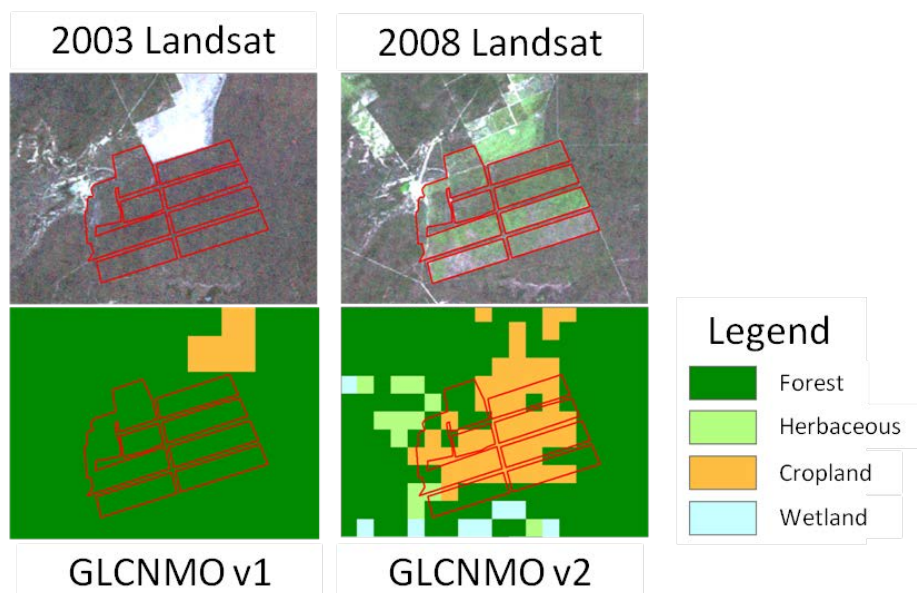 2003 Landsat
2008 Landsat
GLCNMO v1
GLCNMO v2
Legend
Forest
Herbaceous
Cropland
Wetland